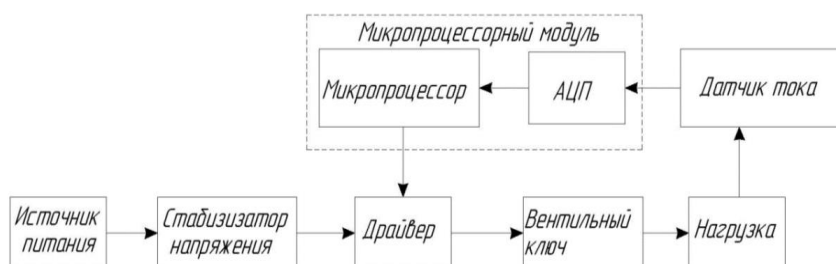 Микропроцессорный модуль
Микропроцессор
АЦП
Датчик тока
Источник
питания
Стабизизатор
напряжения
Драйвер
Вентильный
ключ
Нагрузка